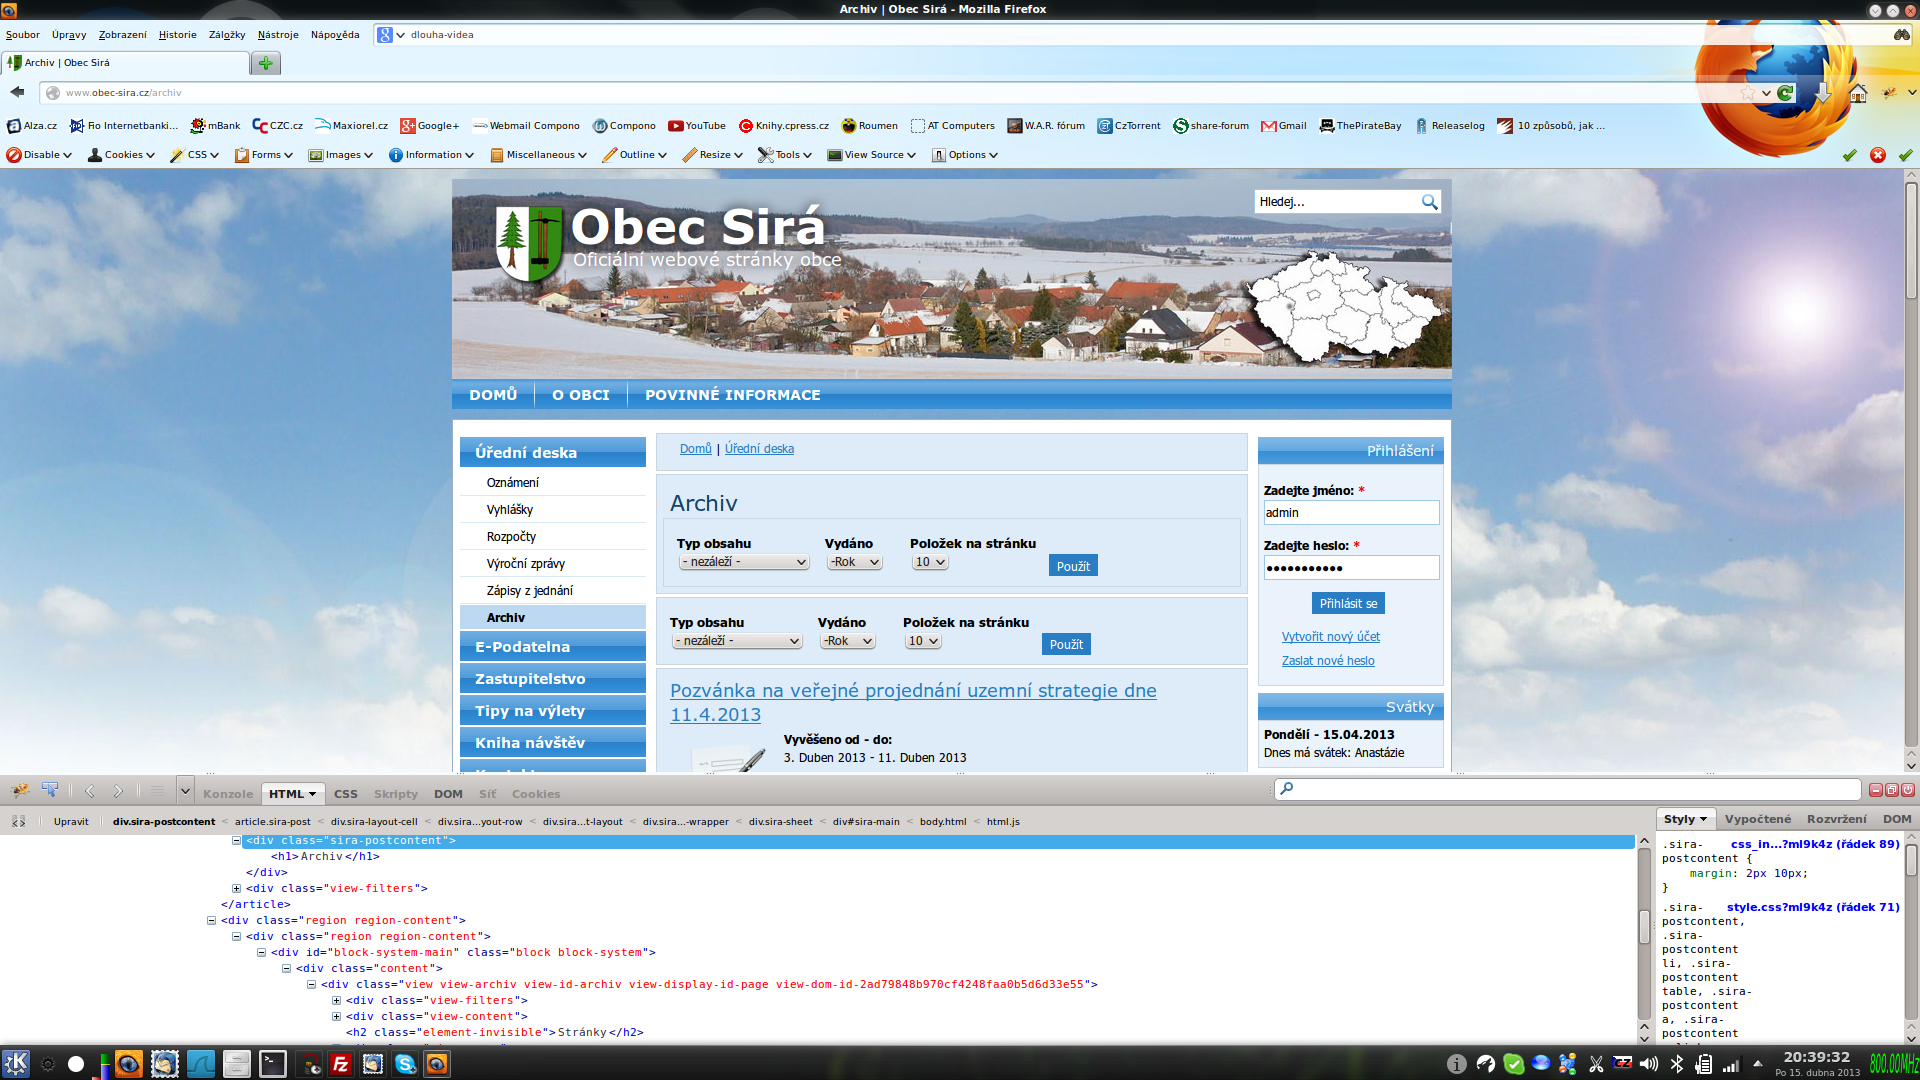 Archiv | Obec Sirá - Mozilla Firefox
Soubor Úpravy Zobrazení Historie Záložky Nástroje Nápověda dlouha-videa
Archiv | Obec Sirá
www.obec-sira.cz/archiv
Alza.cz Fio Internetbanki... mBank CZC.cz Maxiorel.cz Google+ Webmail Compono Compono YouTube Knihy.cpress.cz Roumen AT Computers W.A.R. fórum CzTorrent share-forum Gmail ThePirateBay Releaselog 10 způsobů, jak ...
Disable Cookies CSS Forms Images Information Miscellaneous Outline Resize Tools View Source Options
Hledej...
Obec Sirá
Oficiální webové stránky obce
DOMŮ O OBCI POVINNÉ INFORMACE
Úřední deska
Oznámení
Vyhlášky
Rozpočty
Výroční zprávy
Zápisy z jednání
Archiv
E-Podatelna
Zastupitelstvo
Tipy na výlety
Kniha návštěv
Domů | Úřední deska
Archiv
Typ obsahu Vydáno Položek na stránku
- nezáleží - -Rok 10 Použít
Typ obsahu Vydáno Položek na stránku
- nezáleží - -Rok 10 Použít
Pozvánka na veřejné projednání uzemní strategie dne
11.4.2013
Vyvěšeno od - do:
3. Duben 2013 - 11. Duben 2013
Přihlášení
Zadejte jméno: *
admin
Zadejte heslo: *
•••••••••••
Přihlásit se
Vytvořit nový účet
Zaslat nové heslo
Svátky
Pondělí - 15.04.2013
Dnes má svátek: Anastázie
Konzole HTML CSS Skripty DOM Síť Cookies
Upravit div.sira-postcontent < article.sira-post < div.sira-layout-cell < div.sira...yout-row < div.sira...t-layout < div.sira...-wrapper < div.sira-sheet < div#sira-main < body.html < html.js
<div class="sira-postcontent">
<h1>Archiv</h1>
</div>
<div class="view-filters">
</article>
<div class="region region-content">
<div class="region region-content">
<div id="block-system-main" class="block block-system">
<div class="content">
<div class="view view-archiv view-id-archiv view-display-id-page view-dom-id-2ad79848b970cf4248faa0b5d6d33e55">
<div class="view-filters">
<div class="view-content">
<h2 class="element-invisible">Stránky</h2>
Styly Vypočtené Rozvržení DOM
.sira- css_in...?ml9k4z (řádek 89)
postcontent {
margin: 2px 10px;
}
.sira- style.css?ml9k4z (řádek 71)
postcontent,
.sira-
postcontent
li, .sira-
postcontent
table, .sira-
postcontent
a, .sira-
postcontent
20:39:32
Po 15. dubna 2013
800.00MHz